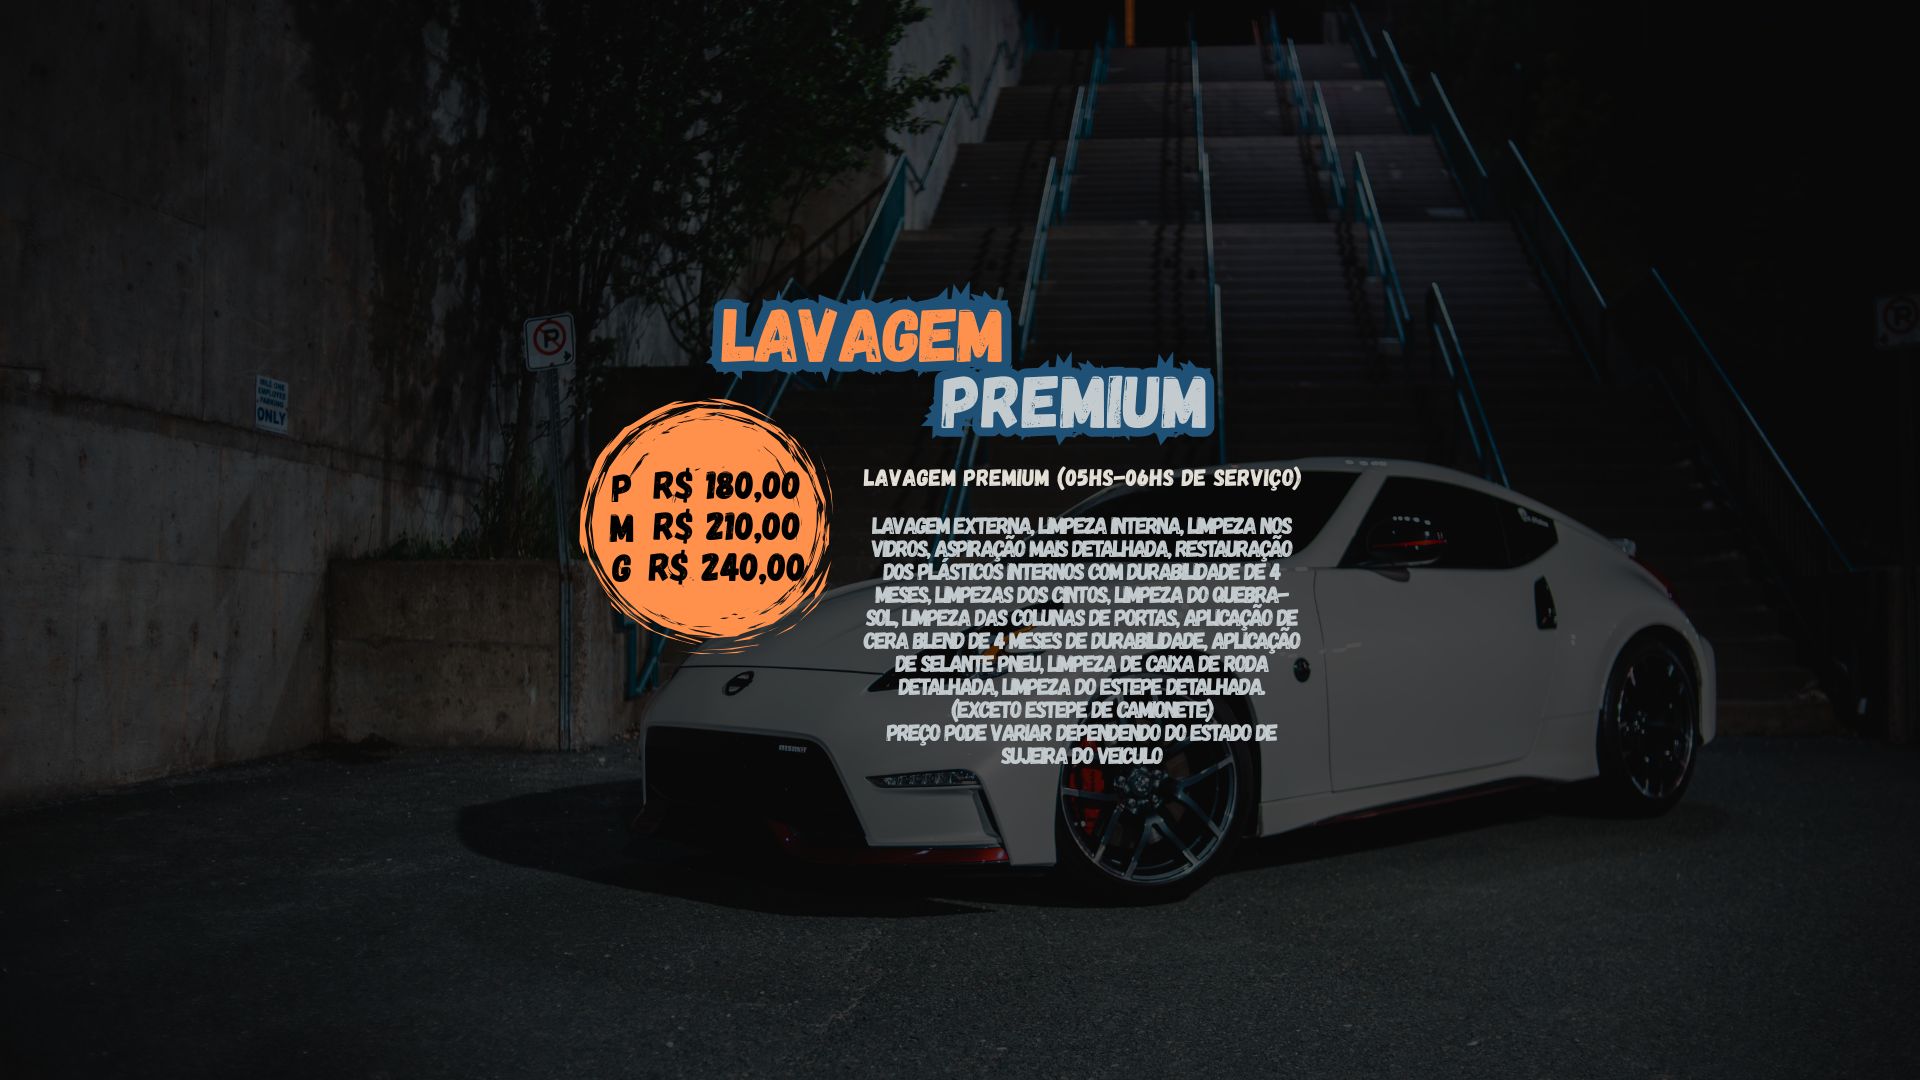 LAVAGEM
PREMIUM
P R$ 180,00
M R$ 210,00
G R$ 240,00
LAVAGEM PREMIUM (05HS-06HS DE SERVIÇO)
LAVAGEM EXTERNA, LIMPEZA INTERNA, LIMPEZA NOS
VIDROS, ASPIRAÇÃO MAIS DETALHADA, RESTAURAÇÃO
DOS PLÁSTICOS INTERNOS COM DURABILIDADE DE 4
MESES, LIMPEZAS DOS CINTOS, LIMPEZA DO QUEBRA-
SOL, LIMPEZA DAS COLUNAS DE PORTAS, APLICAÇÃO DE
CERA BLEND DE 4 MESES DE DURABILIDADE, APLICAÇÃO
DE SELANTE PNEU, LIMPEZA DE CAIXA DE RODA
DETALHADA, LIMPEZA DO ESTEPE DETALHADA.
(EXCETO ESTEPE DE CAMIONETE)
PREÇO PODE VARIAR DEPENDENDO DO ESTADO DE
SUJEIRA DO VEICULO
EMPLOYEE
PARKING
ONLY
nismo